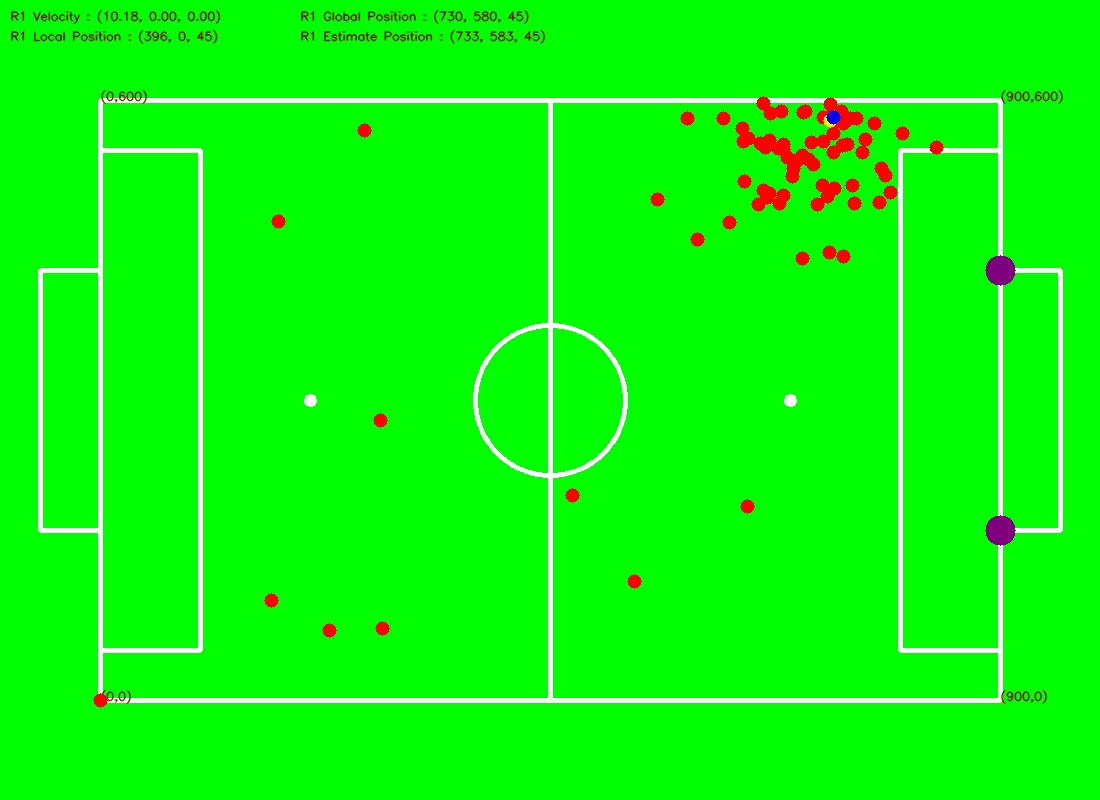 R1 Velocity : (10.18, 0.00, 0.00)
R1 Global Position : (730, 580, 45)
R1 Local Position : (396, 0, 45)
R1 Estimate Position : (733, 583, 45)
(0,600)
(900,600)
(0,0)
(900,0)